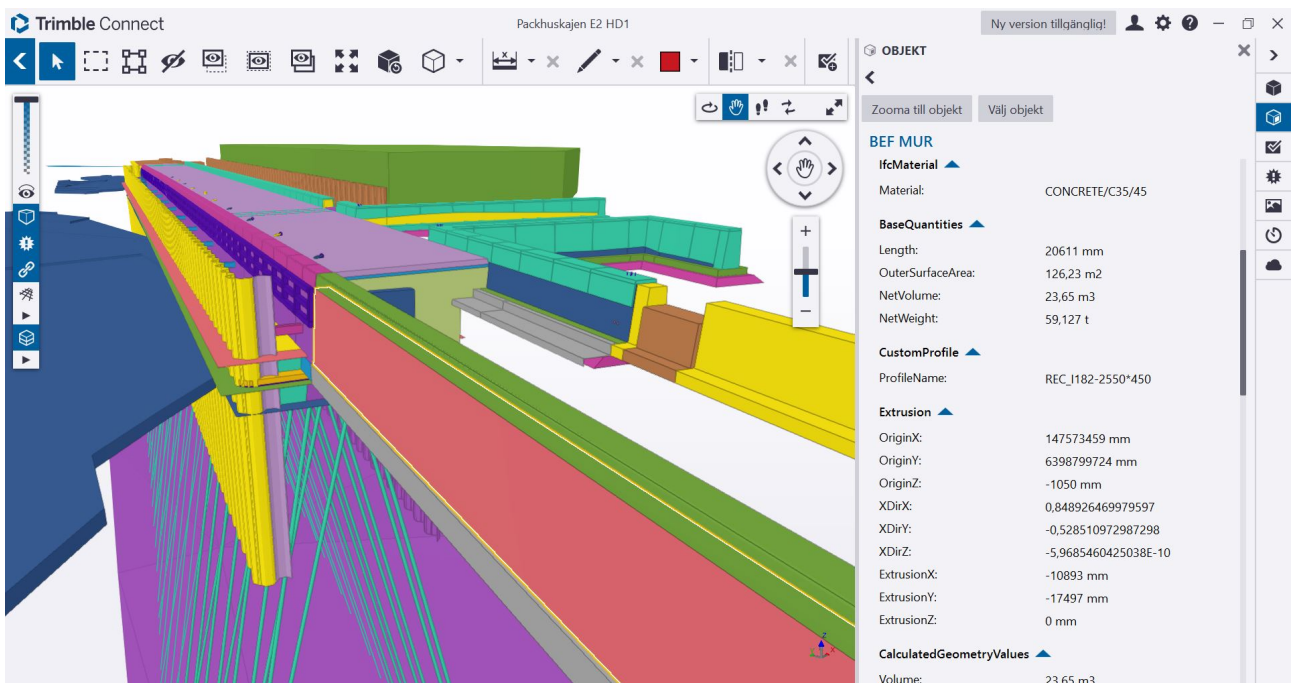 Trimble Connect
Packhuskajen E2 HD1
Ny version tillgänglig!
OBJEKT
Zooma till objekt
Välj objekt
BEF MUR
IfcMaterial
Material: CONCRETE/C35/45
BaseQuantities
Length: 20611 mm
OuterSurfaceArea: 126,23 m2
NetVolume: 23,65 m3
NetWeight: 59,127 t
CustomProfile
ProfileName: REC_I182-2550*450
Extrusion
OriginX: 147573459 mm
OriginY: 6398799724 mm
OriginZ: -1050 mm
XDirX: 0,848926469979597
XDirY: -0,528510972987298
XDirZ: -5,9685460425038E-10
ExtrusionX: -10893 mm
ExtrusionY: -17497 mm
ExtrusionZ: 0 mm
CalculatedGeometryValues
Volume: 23,65 m3